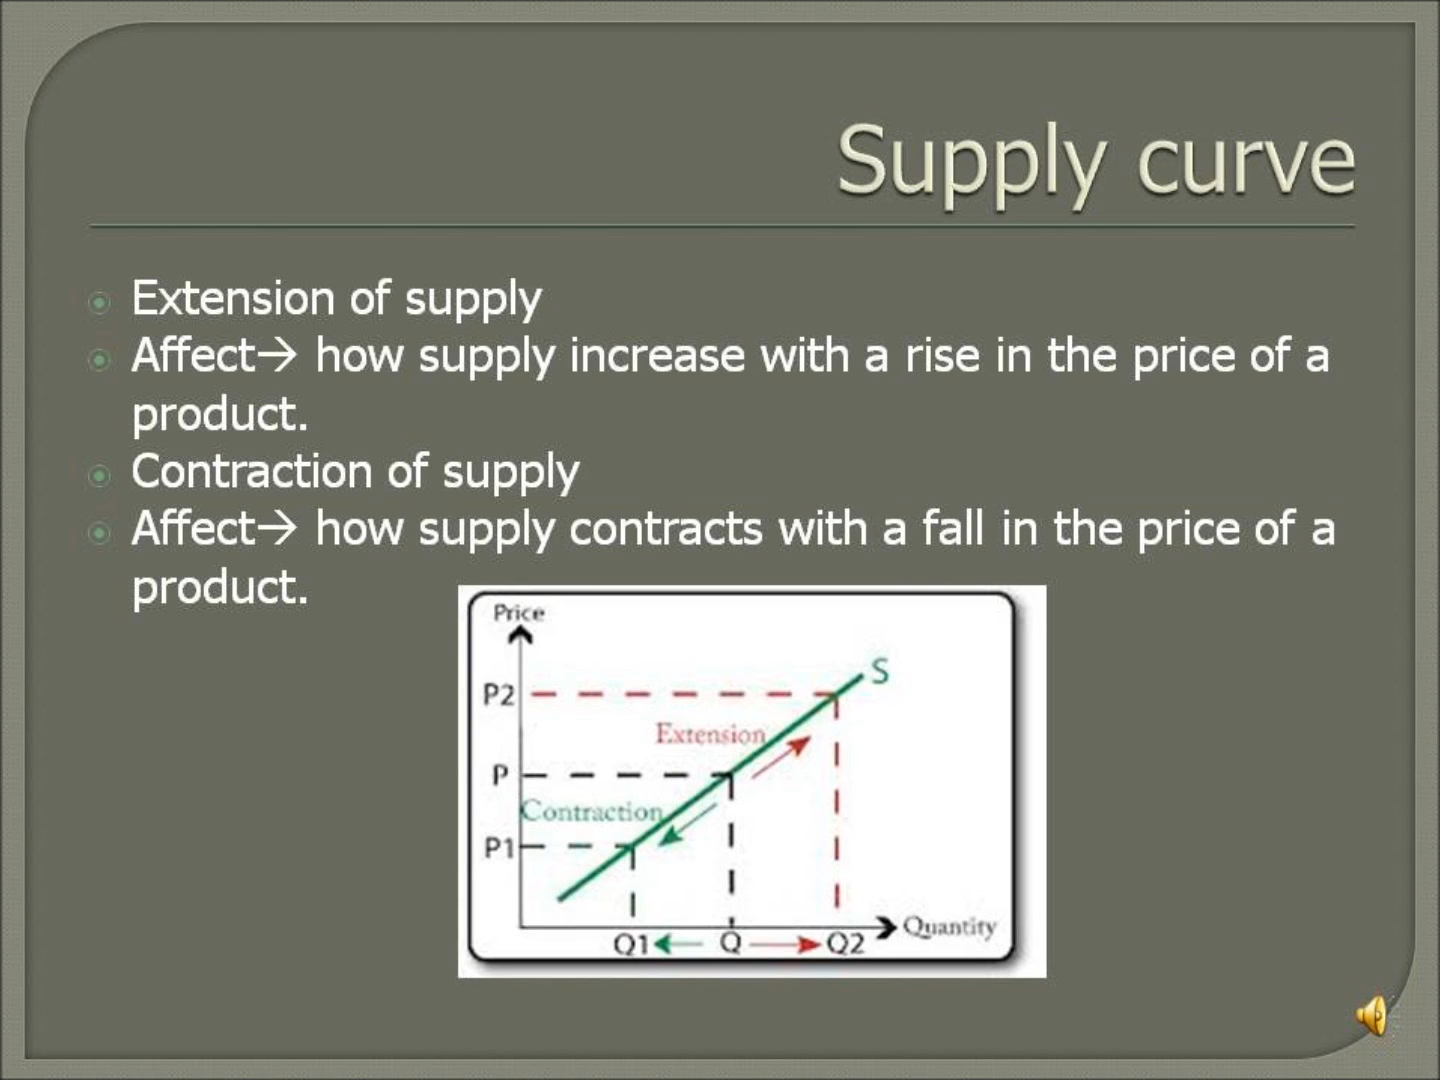 Supply curve
Extension of supply
Affect→ how supply increase with a rise in the price of a
product.
Contraction of supply
Affect→ how supply contracts with a fall in the price of a
product.
Price
S
P2
Extension
P
Contraction
P1
Quantity
Q1 Q Q2